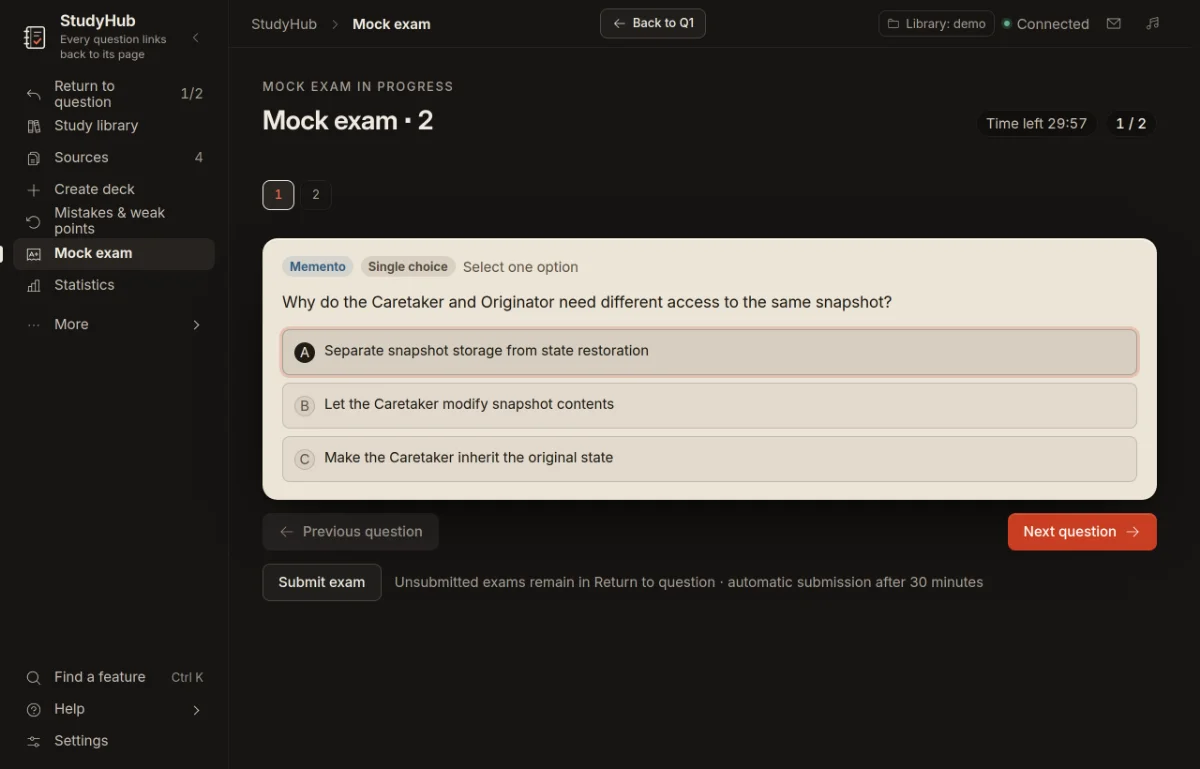 StudyHub
Every question links
back to its page
Return to
question
1/2
Study library
Sources
4
Create deck
Mistakes & weak
points
Mock exam
Statistics
More
Find a feature
Ctrl K
Help
Settings
StudyHub
Mock exam
Back to Q1
Library: demo
Connected
MOCK EXAM IN PROGRESS
Mock exam · 2
Time left 29:57
1 / 2
1
2
Memento
Single choice
Select one option
Why do the Caretaker and Originator need different access to the same snapshot?
A Separate snapshot storage from state restoration
B Let the Caretaker modify snapshot contents
C Make the Caretaker inherit the original state
Previous question
Next question
Submit exam
Unsubmitted exams remain in Return to question · automatic submission after 30 minutes